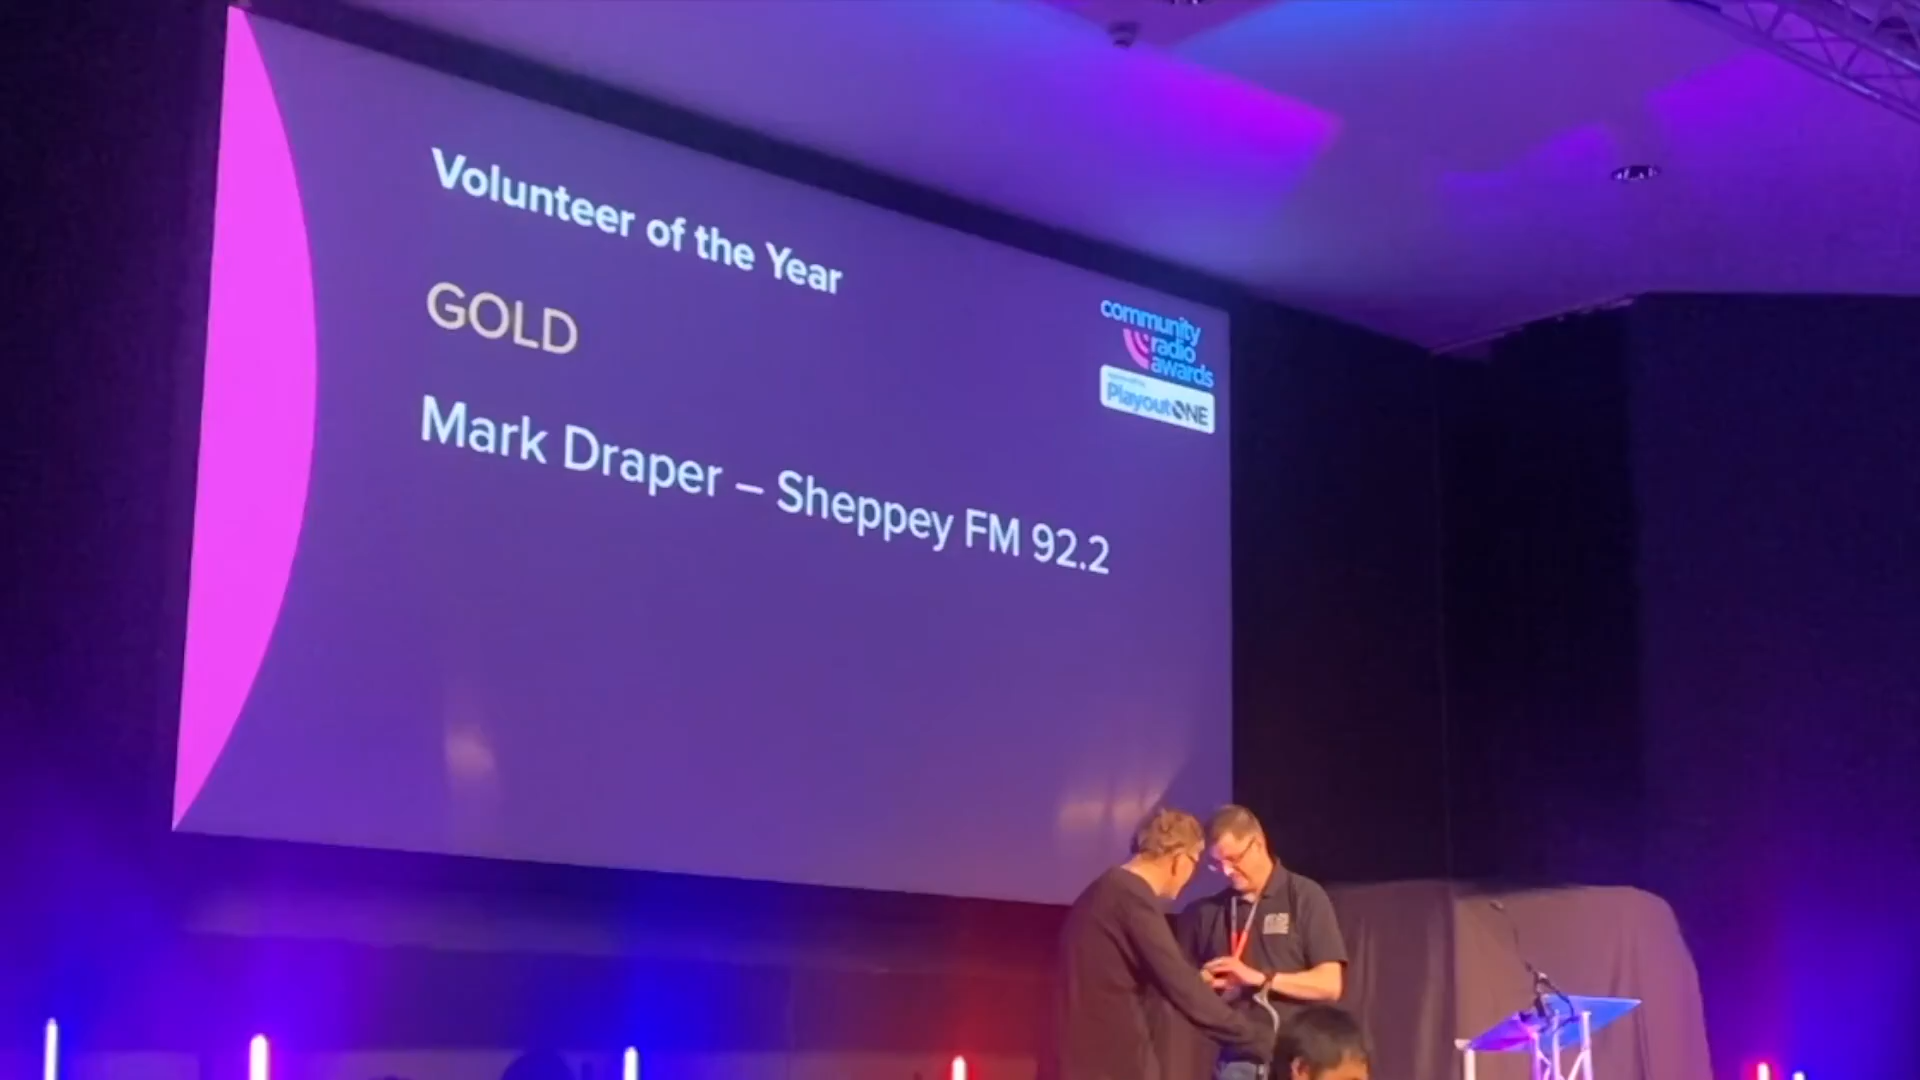 Volunteer of the Year
GOLD
Mark Draper – Sheppey FM 92.2
community
radio
awards
PlayoutONE